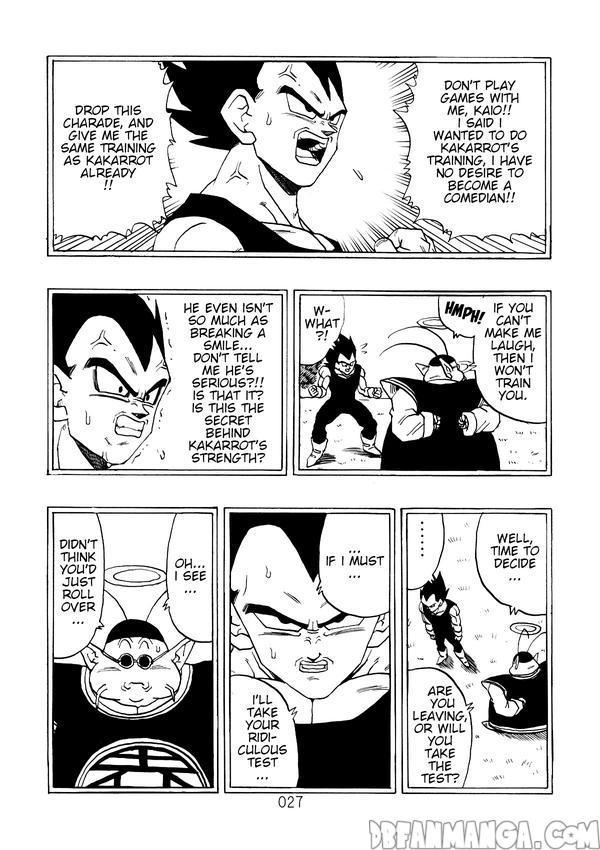 DON'T PLAY
GAMES WITH
ME, KAIO!!
I SAID I
WANTED TO DO
KAKARROT'S
TRAINING, I HAVE
NO DESIRE TO
BECOME A
COMEDIAN!!
DROP THIS
CHARADE, AND
GIVE ME THE
SAME TRAINING
AS KAKARROT
ALREADY
!!
IF YOU
CAN'T
MAKE ME
LAUGH,
THEN I
WON'T
TRAIN
YOU.
HMPH!
W-
WHAT
?!
HE EVEN ISN'T
SO MUCH AS
BREAKING A
SMILE...
DON'T TELL
ME HE'S
SERIOUS?!!
IS THAT IT?
IS THIS THE
SECRET
BEHIND
KAKARROT'S
STRENGTH?
WELL,
TIME TO
DECIDE
...
......
ARE YOU
LEAVING,
OR WILL
YOU
TAKE THE
TEST?
...
IF I MUST
...
I'LL
TAKE
YOUR
RIDI-
CULOUS
TEST
...
OH...
I SEE
...
DIDN'T
THINK
YOU'D
JUST
ROLL
OVER
...
界王
027
DBFANMANGA.COM